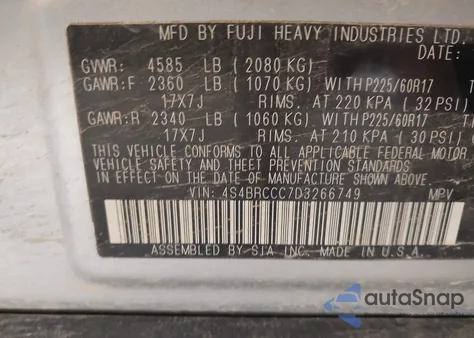 MFD BY FUJI HEAVY INDUSTRIES LTD.
DATE:
GVWR: 4585 LB (2080 KG)
GAWR:F 2360 LB (1070 KG) WITH P225/60R17
17X7J RIMS, AT 220 KPA (32 PSI)
GAWR:R 2340 LB (1060 KG) WITH P225/60R17
17X7J RIMS, AT 210 KPA (30 PSI)
THIS VEHICLE CONFORMS TO ALL APPLICABLE FEDERAL MOTOR
VEHICLE SAFETY AND THEFT PREVENTION STANDARDS
IN EFFECT ON THE DATE OF MANUFACTURE SHOWN ABOVE.
VIN: 4S4BRCCC7D3266749 MPV
ASSEMBLED BY SIA INC. MADE IN U.S.A.
autoSnap